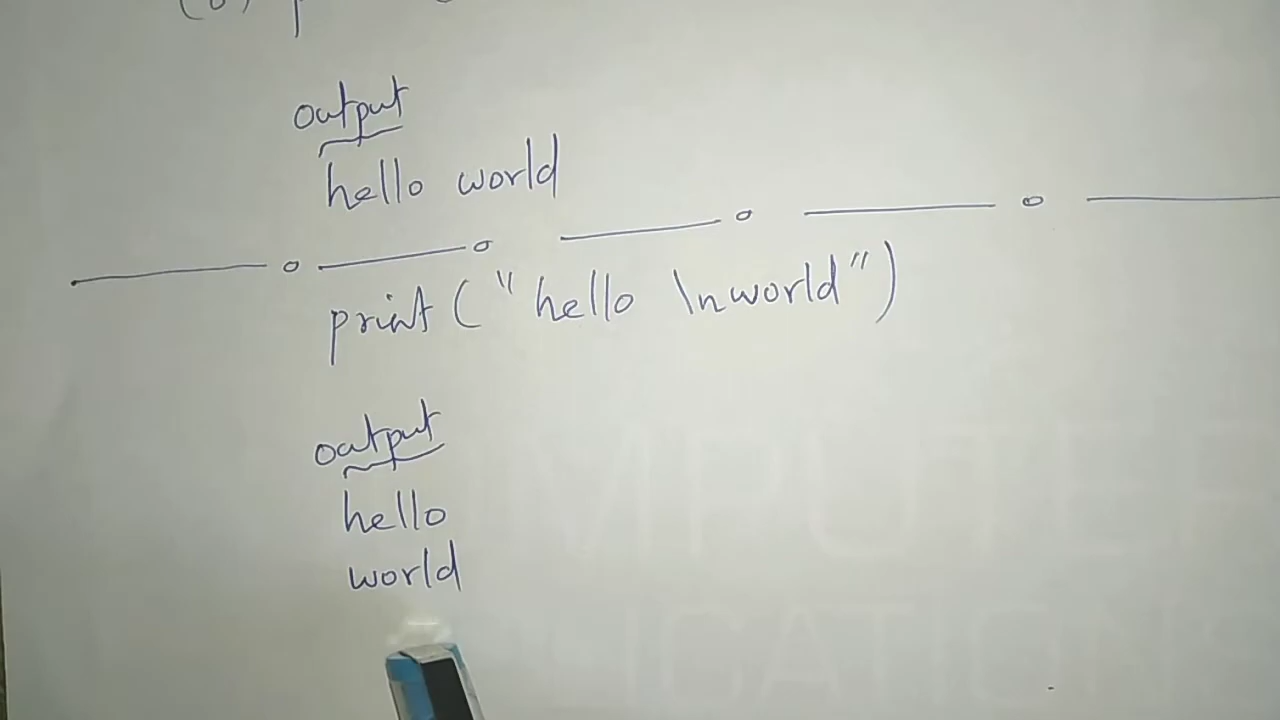 output
hello world
print ("hello \nworld")
output
hello
world